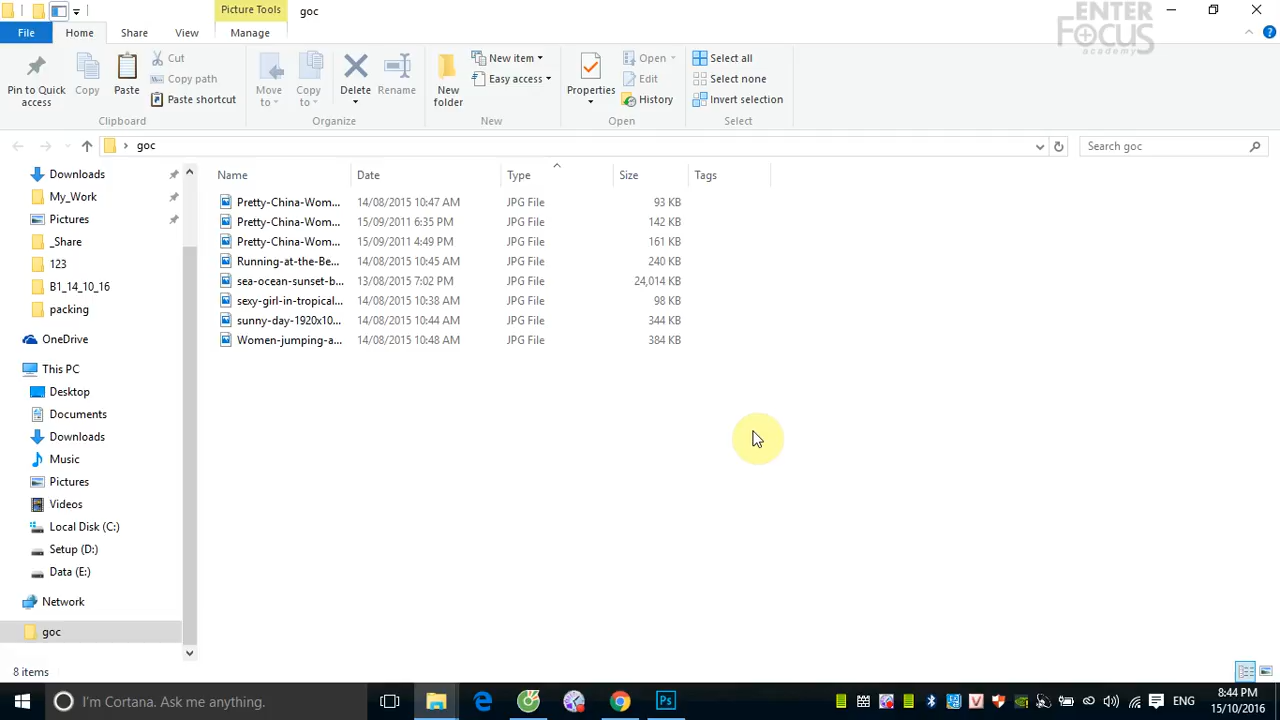 Picture Tools
goc
ENTER
FOCUS
academy
File
Home
Share
View
Manage
Pin to Quick
access
Copy
Paste
Cut
Copy path
Paste shortcut
Clipboard
Move
to
Copy
to
Delete
Rename
Organize
New
folder
New item
Easy access
New
Properties
Open
Edit
History
Open
Select all
Select none
Invert selection
Select
goc
Search goc
Downloads
My_Work
Pictures
_Share
123
B1_14_10_16
packing
OneDrive
This PC
Desktop
Documents
Downloads
Music
Pictures
Videos
Local Disk (C:)
Setup (D:)
Data (E:)
Network
goc
Name Date Type Size Tags
Pretty-China-Wom... 14/08/2015 10:47 AM JPG File 93 KB
Pretty-China-Wom... 15/09/2011 6:35 PM JPG File 142 KB
Pretty-China-Wom... 15/09/2011 4:49 PM JPG File 161 KB
Running-at-the-Be... 14/08/2015 10:45 AM JPG File 240 KB
sea-ocean-sunset-b... 13/08/2015 7:02 PM JPG File 24,014 KB
sexy-girl-in-tropical... 14/08/2015 10:38 AM JPG File 98 KB
sunny-day-1920x10... 14/08/2015 10:44 AM JPG File 344 KB
Women-jumping-a... 14/08/2015 10:48 AM JPG File 384 KB
8 items
I'm Cortana. Ask me anything.
Ps
ENG
8:44 PM
15/10/2016